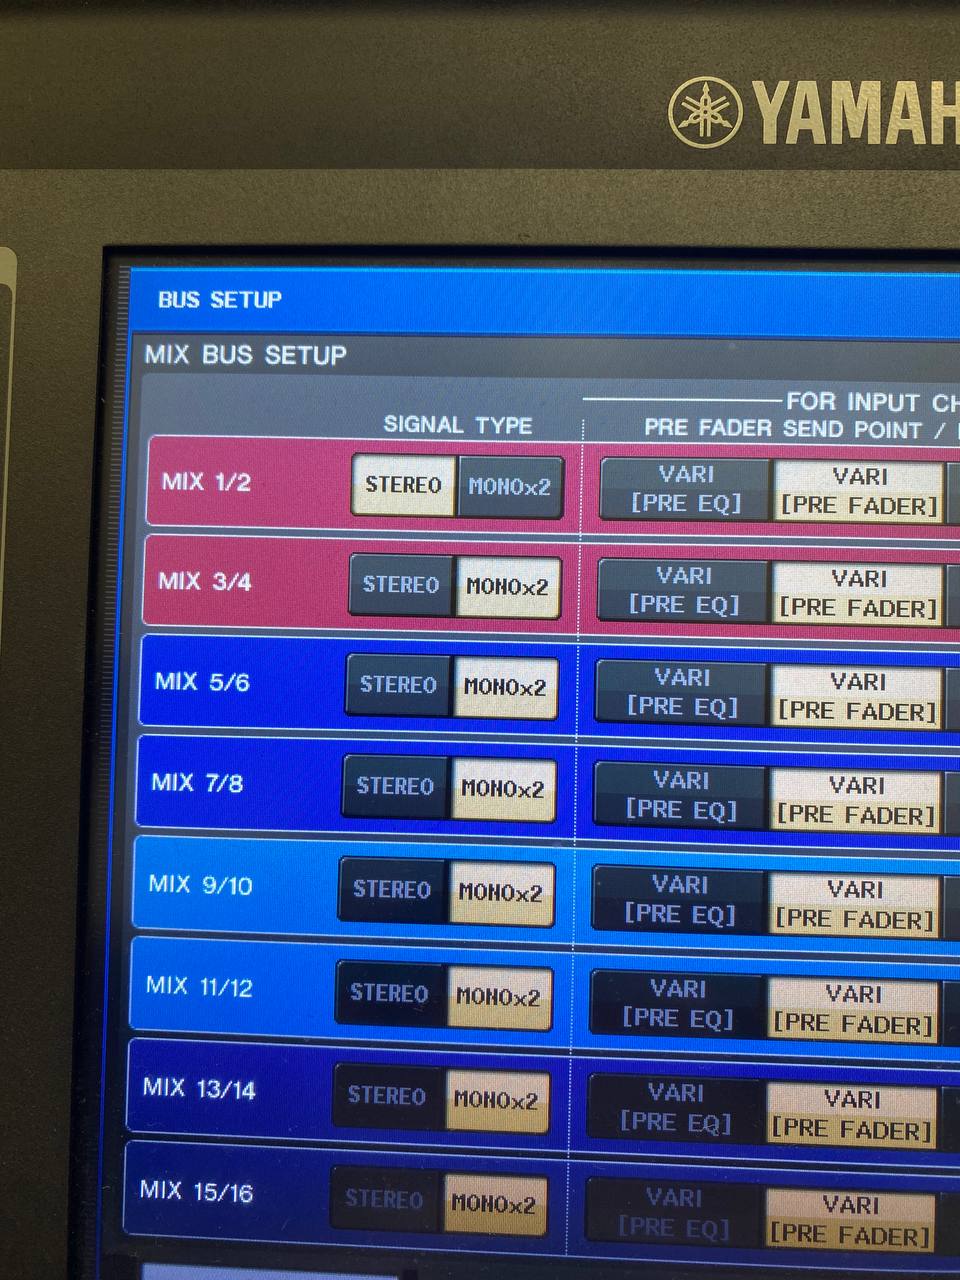 YAMAH
BUS SETUP
MIX BUS SETUP
FOR INPUT CH
SIGNAL TYPE
PRE FADER SEND POINT /
MIX 1/2 STEREO MONOx2 VARI [PRE EQ] VARI [PRE FADER]
MIX 3/4 STEREO MONOx2 VARI [PRE EQ] VARI [PRE FADER]
MIX 5/6 STEREO MONOx2 VARI [PRE EQ] VARI [PRE FADER]
MIX 7/8 STEREO MONOx2 VARI [PRE EQ] VARI [PRE FADER]
MIX 9/10 STEREO MONOx2 VARI [PRE EQ] VARI [PRE FADER]
MIX 11/12 STEREO MONOx2 VARI [PRE EQ] VARI [PRE FADER]
MIX 13/14 STEREO MONOx2 VARI [PRE EQ] VARI [PRE FADER]
MIX 15/16 STEREO MONOx2 VARI [PRE EQ] VARI [PRE FADER]